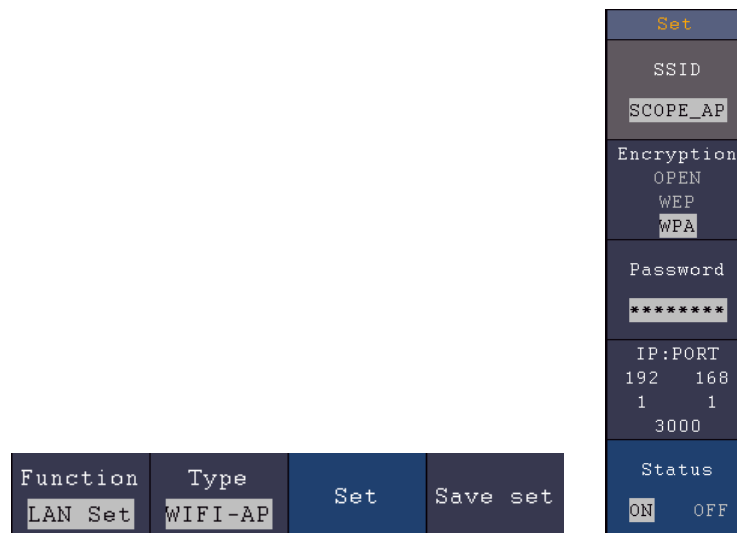 Set
SSID
SCOPE_AP
Encryption
OPEN
WEP
WPA
Password
********
IP:PORT
192 168
1 1
3000
Status
ON OFF
Function Type Set Save set
LAN Set WIFI-AP